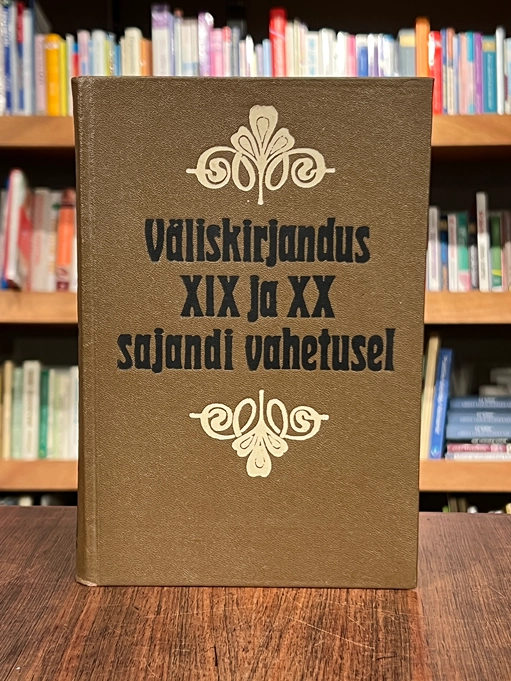 Väliskirjandus
XIX ja XX
sajandi vahetusel